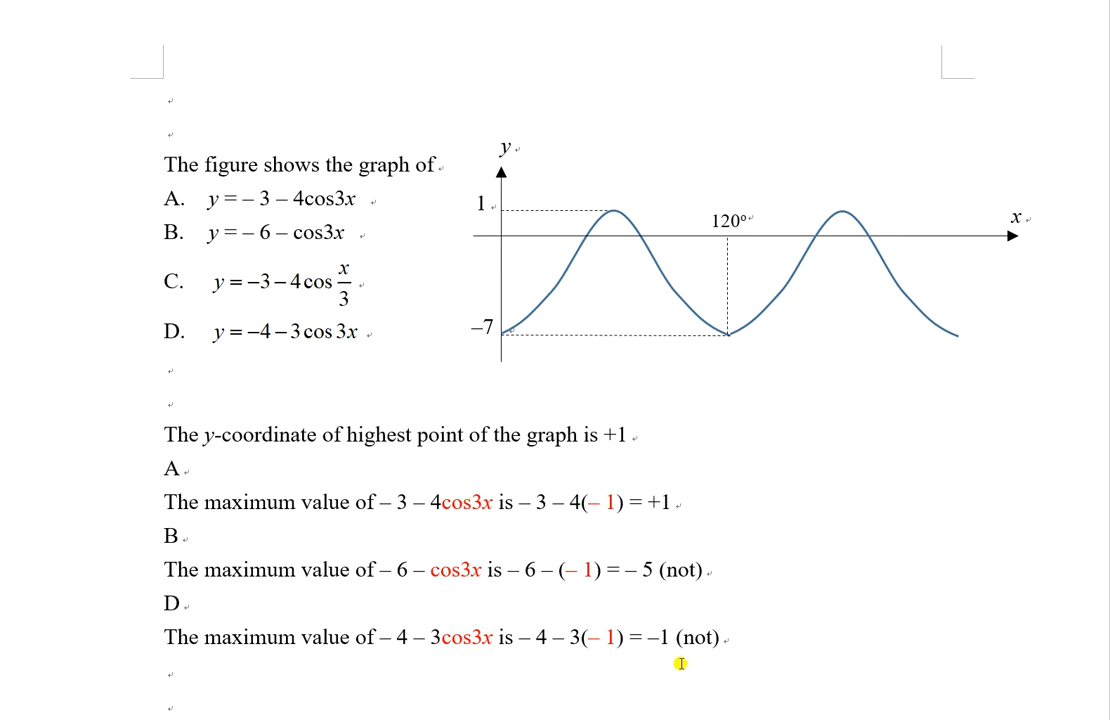 The figure shows the graph of
A. y = – 3 – 4cos3x
B. y = – 6 – cos3x
C. y = −3 − 4 cos x/3
D. y = −4 − 3 cos 3x
y
1
120°
x
–7
The y-coordinate of highest point of the graph is +1
A
The maximum value of – 3 – 4cos3x is – 3 – 4(– 1) = +1
B
The maximum value of – 6 – cos3x is – 6 – (– 1) = – 5 (not)
D
The maximum value of – 4 – 3cos3x is – 4 – 3(– 1) = –1 (not)